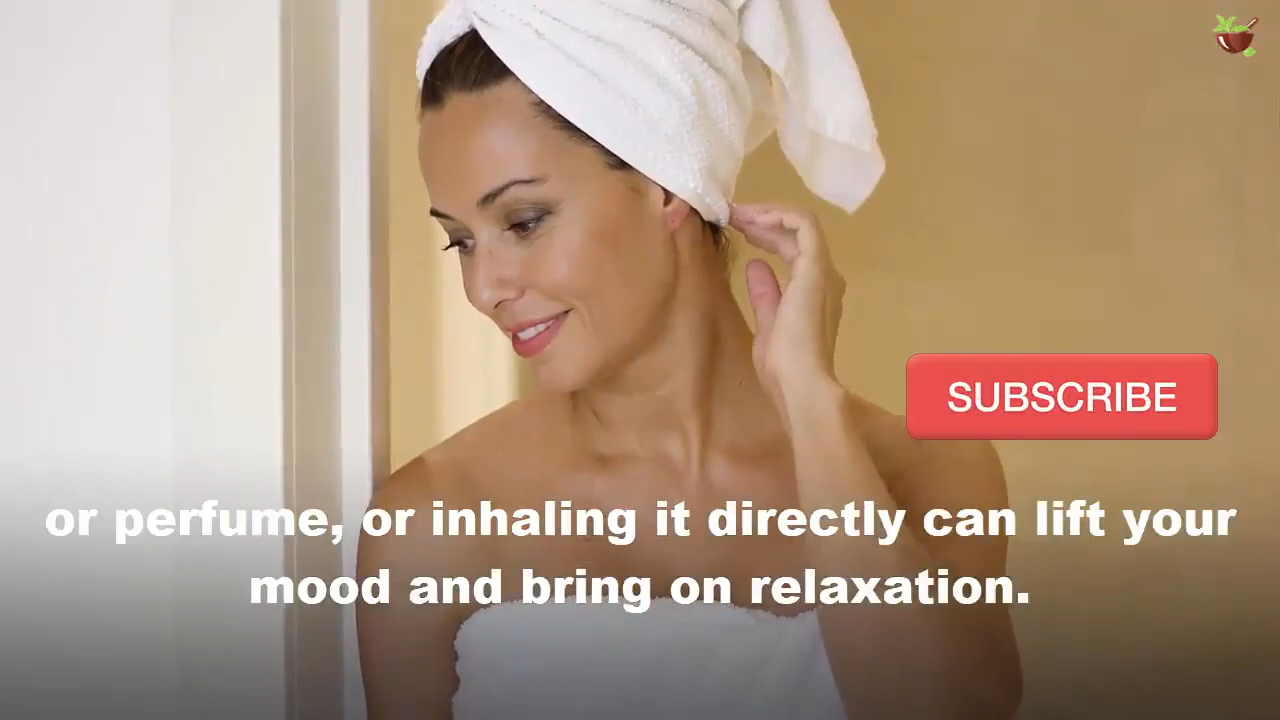 SUBSCRIBE
or perfume, or inhaling it directly can lift your
mood and bring on relaxation.